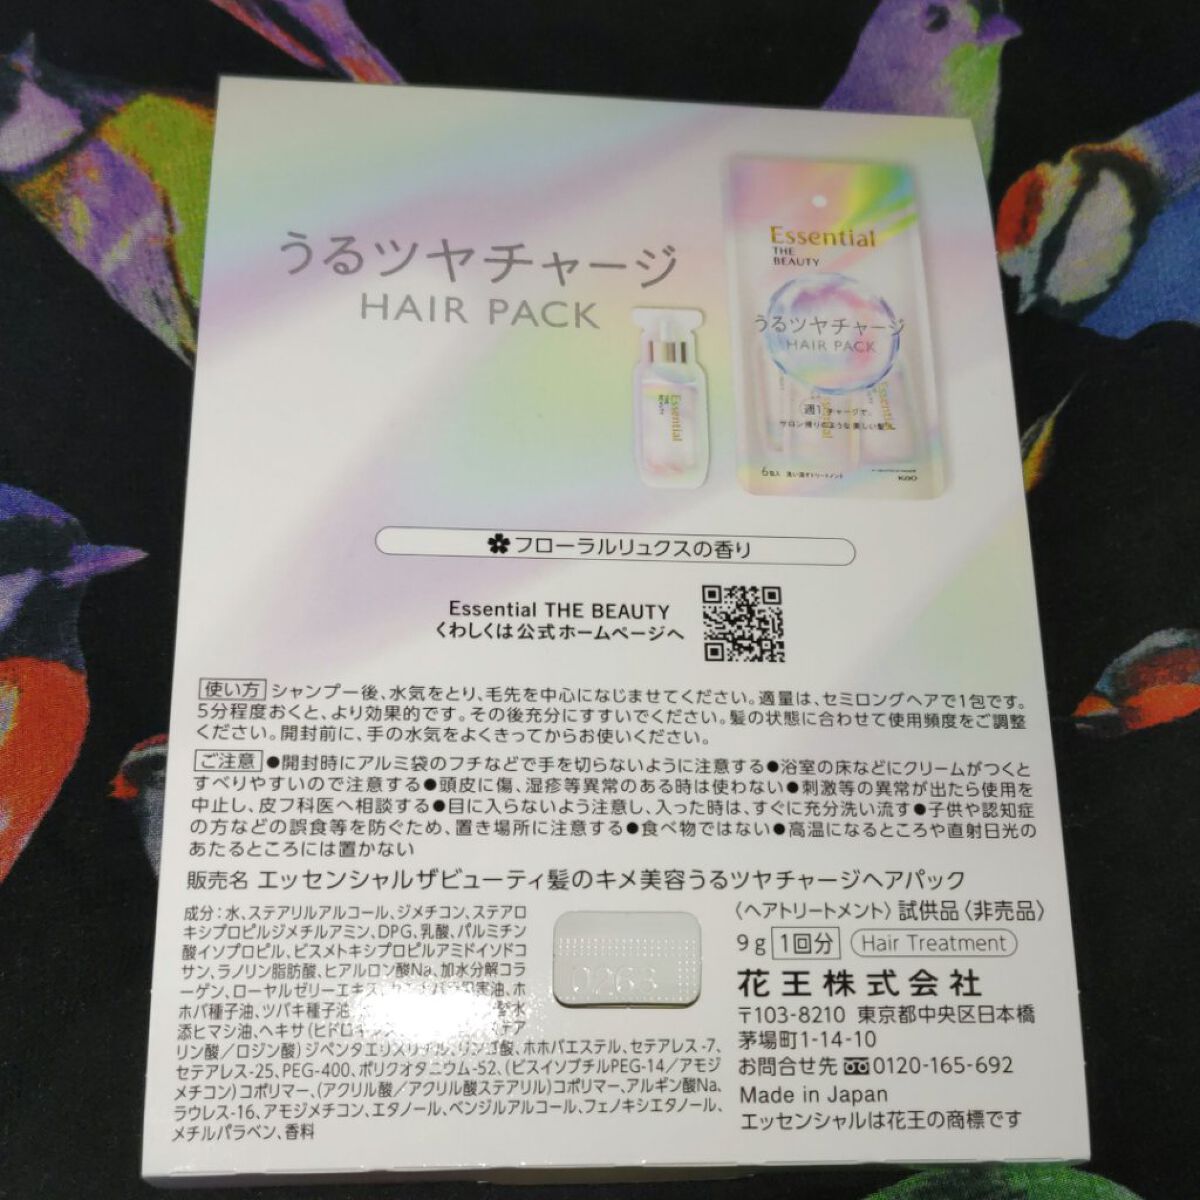 うるツヤチャージ
HAIR PACK
Essential
THE
BEAUTY
うるツヤチャージ
HAIR PACK
週1チャージで、
サロン帰りのような美しい髪へ
6包入 洗い流すトリートメント
KaO
Essential
THE
BEAUTY
フローラルリュクスの香り
Essential THE BEAUTY
くわしくは公式ホームページへ
使い方 シャンプー後、水気をとり、毛先を中心になじませてください。適量は、セミロングヘアで1包です。
5分程度おくと、より効果的です。その後充分にすすいでください。髪の状態に合わせて使用頻度をご調整
ください。開封前に、手の水気をよくきってからお使いください。
ご注意 ●開封時にアルミ袋のフチなどで手を切らないように注意する●浴室の床などにクリームがつくと
すべりやすいので注意する●頭皮に傷、湿疹等異常のある時は使わない●刺激等の異常が出たら使用を
中止し、皮フ科医へ相談する●目に入らないよう注意し、入った時は、すぐに充分洗い流す●子供や認知症
の方などの誤食等を防ぐため、置き場所に注意する●食べ物ではない●高温になるところや直射日光の
あたるところには置かない
販売名 エッセンシャルザビューティ髪のキメ美容うるツヤチャージヘアパック
成分：水、ステアリルアルコール、ジメチコン、ステアロ
キシプロピルジメチルアミン、DPG、乳酸、パルミチン
酸イソプロピル、ビスメトキシプロピルアミドイソドコ
サン、ラノリン脂肪酸、ヒアルロン酸Na、加水分解コラ
ーゲン、ローヤルゼリーエキス、果実油、ホ
ホバ種子油、ツバキ種子油、水
添ヒマシ油、ヘキサ(ヒドロキシステア
リン酸／ロジン酸)ジペンタエリスリチル、リンゴ酸、ホホバエステル、セテアレス-7、
セテアレス-25、PEG-400、ポリクオタニウム-52、(ビスイソブチルPEG-14／アモジ
メチコン)コポリマー、(アクリル酸／アクリル酸ステアリル)コポリマー、アルギン酸Na、
ラウレス-16、アモジメチコン、エタノール、ベンジルアルコール、フェノキシエタノール、
メチルパラベン、香料
0263
〈ヘアトリートメント〉試供品〈非売品〉
9g 1回分 Hair Treatment
花王株式会社
〒103-8210 東京都中央区日本橋
茅場町1-14-10
お問合せ先 0120-165-692
Made in Japan
エッセンシャルは花王の商標です